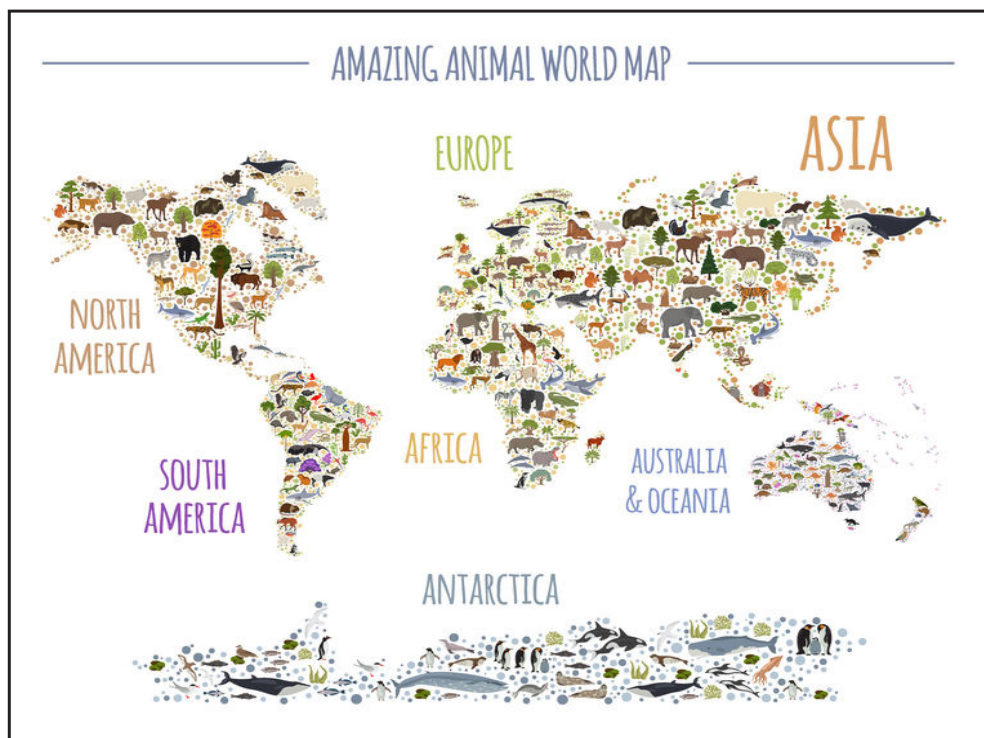 AMAZING ANIMAL WORLD MAP
EUROPE
ASIA
NORTH
AMERICA
SOUTH
AMERICA
AFRICA
AUSTRALIA
& OCEANIA
ANTARCTICA